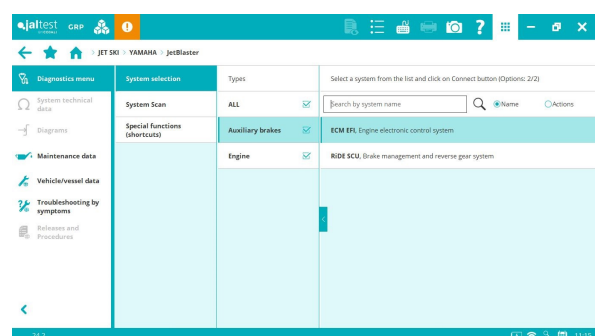 jaltest GRP
JET SKI > YAMAHA > JetBlaster
Diagnostics menu
System technical
data
Diagrams
Maintenance data
Vehicle/vessel data
Troubleshooting by
symptoms
Releases and
Procedures
System selection
System Scan
Special functions
(shortcuts)
Types
ALL
Auxiliary brakes
Engine
Select a system from the list and click on Connect button (Options: 2/2)
Search by system name
Name
Actions
ECM EFI, Engine electronic control system
RiDE SCU, Brake management and reverse gear system